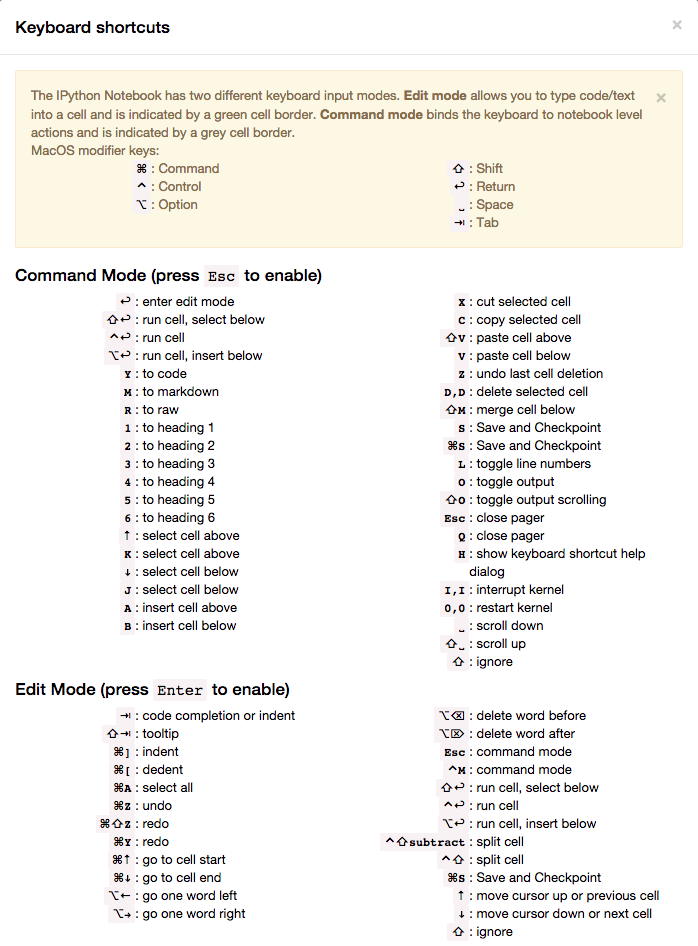 Keyboard shortcuts ×
The IPython Notebook has two different keyboard input modes. Edit mode allows you to type code/text ×
into a cell and is indicated by a green cell border. Command mode binds the keyboard to notebook level
actions and is indicated by a grey cell border.
MacOS modifier keys:
⌘ : Command
⌃ : Control
⌥ : Option
⇧ : Shift
↩ : Return
␣ : Space
⇥ : Tab
Command Mode (press Esc to enable)
↩ : enter edit mode
⇧↩ : run cell, select below
⌃↩ : run cell
⌥↩ : run cell, insert below
Y : to code
M : to markdown
R : to raw
1 : to heading 1
2 : to heading 2
3 : to heading 3
4 : to heading 4
5 : to heading 5
6 : to heading 6
↑ : select cell above
K : select cell above
↓ : select cell below
J : select cell below
A : insert cell above
B : insert cell below
X : cut selected cell
C : copy selected cell
⇧V : paste cell above
V : paste cell below
Z : undo last cell deletion
D,D : delete selected cell
⇧M : merge cell below
S : Save and Checkpoint
⌘S : Save and Checkpoint
L : toggle line numbers
O : toggle output
⇧O : toggle output scrolling
Esc : close pager
Q : close pager
H : show keyboard shortcut help
dialog
I,I : interrupt kernel
0,0 : restart kernel
␣ : scroll down
⇧␣ : scroll up
⇧ : ignore
Edit Mode (press Enter to enable)
⇥ : code completion or indent
⇧⇥ : tooltip
⌘] : indent
⌘[ : dedent
⌘A : select all
⌘Z : undo
⌘⇧Z : redo
⌘Y : redo
⌘↑ : go to cell start
⌘↓ : go to cell end
⌥← : go one word left
⌥→ : go one word right
⌥⌫ : delete word before
⌥⌦ : delete word after
Esc : command mode
⌃M : command mode
⇧↩ : run cell, select below
⌃↩ : run cell
⌥↩ : run cell, insert below
⌃⇧subtract : split cell
⌃⇧ : split cell
⌘S : Save and Checkpoint
↑ : move cursor up or previous cell
↓ : move cursor down or next cell
⇧ : ignore